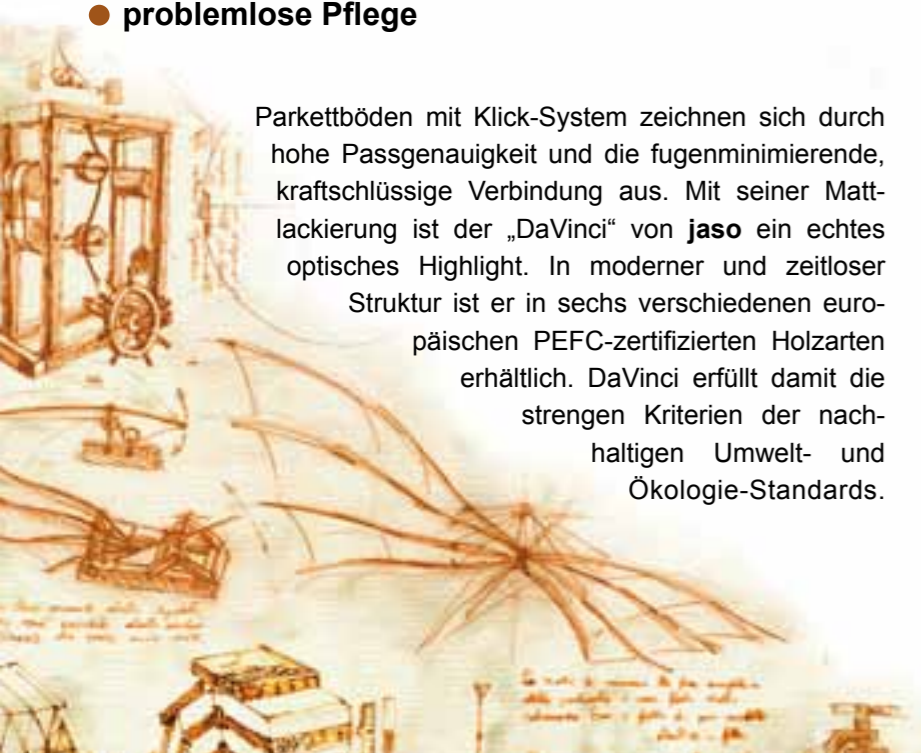 ● problemlose Pflege
Parkettböden mit Klick-System zeichnen sich durch
hohe Passgenauigkeit und die fugenminimierende,
kraftschlüssige Verbindung aus. Mit seiner Matt-
lackierung ist der „DaVinci“ von jaso ein echtes
optisches Highlight. In moderner und zeitloser
Struktur ist er in sechs verschiedenen euro-
päischen PEFC-zertifizierten Holzarten
erhältlich. DaVinci erfüllt damit die
strengen Kriterien der nach-
haltigen Umwelt- und
Ökologie-Standards.